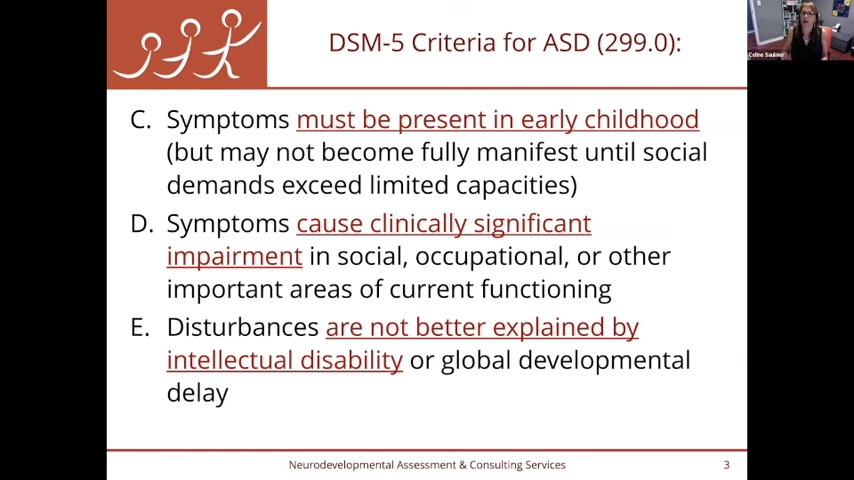 DSM-5 Criteria for ASD (299.0):
C. Symptoms must be present in early childhood
(but may not become fully manifest until social
demands exceed limited capacities)
D. Symptoms cause clinically significant
impairment in social, occupational, or other
important areas of current functioning
E. Disturbances are not better explained by
intellectual disability or global developmental
delay
Neurodevelopmental Assessment & Consulting Services
3
Celine Saulnier